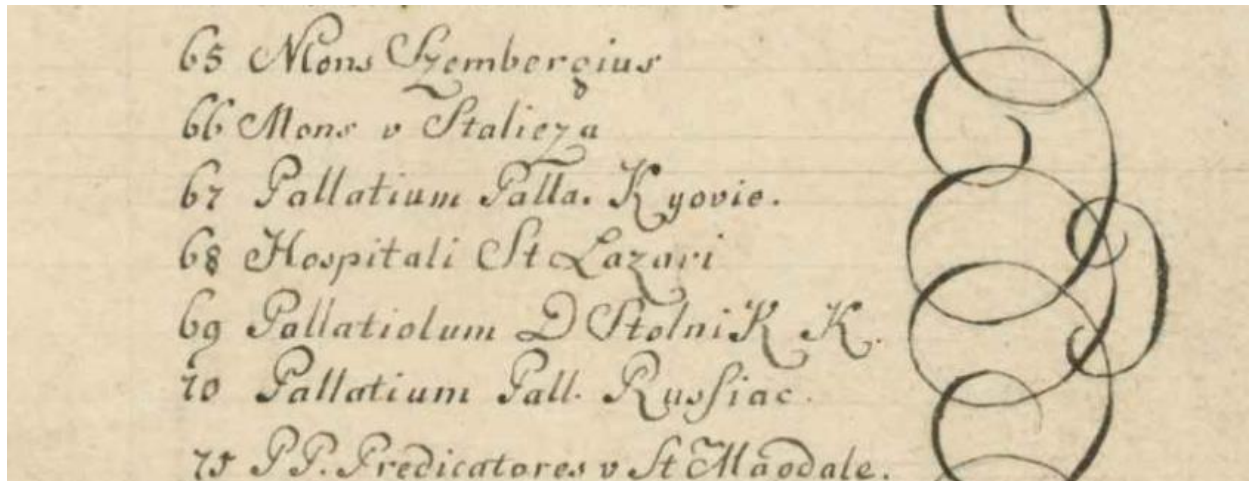 65 Mons Szembergius
66 Mons v Stalieza
67 Pallatium Palla. Kyovie.
68 Hospitali St Lazari
69 Pallatiolum D StolniK K.
70 Pallatium Pall. Russiac.
75 PP. Predicatores v St Magdale.